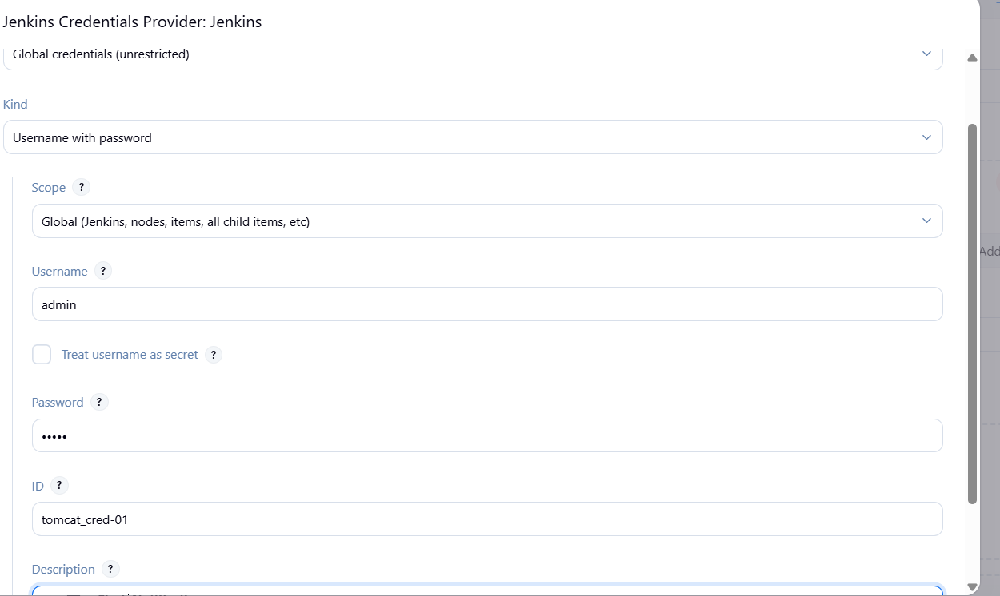 Jenkins Credentials Provider: Jenkins
Global credentials (unrestricted)
Kind
Username with password
Scope ?
Global (Jenkins, nodes, items, all child items, etc)
Add
Username ?
admin
Treat username as secret ?
Password ?
•••••
ID ?
tomcat_cred-01
Description ?